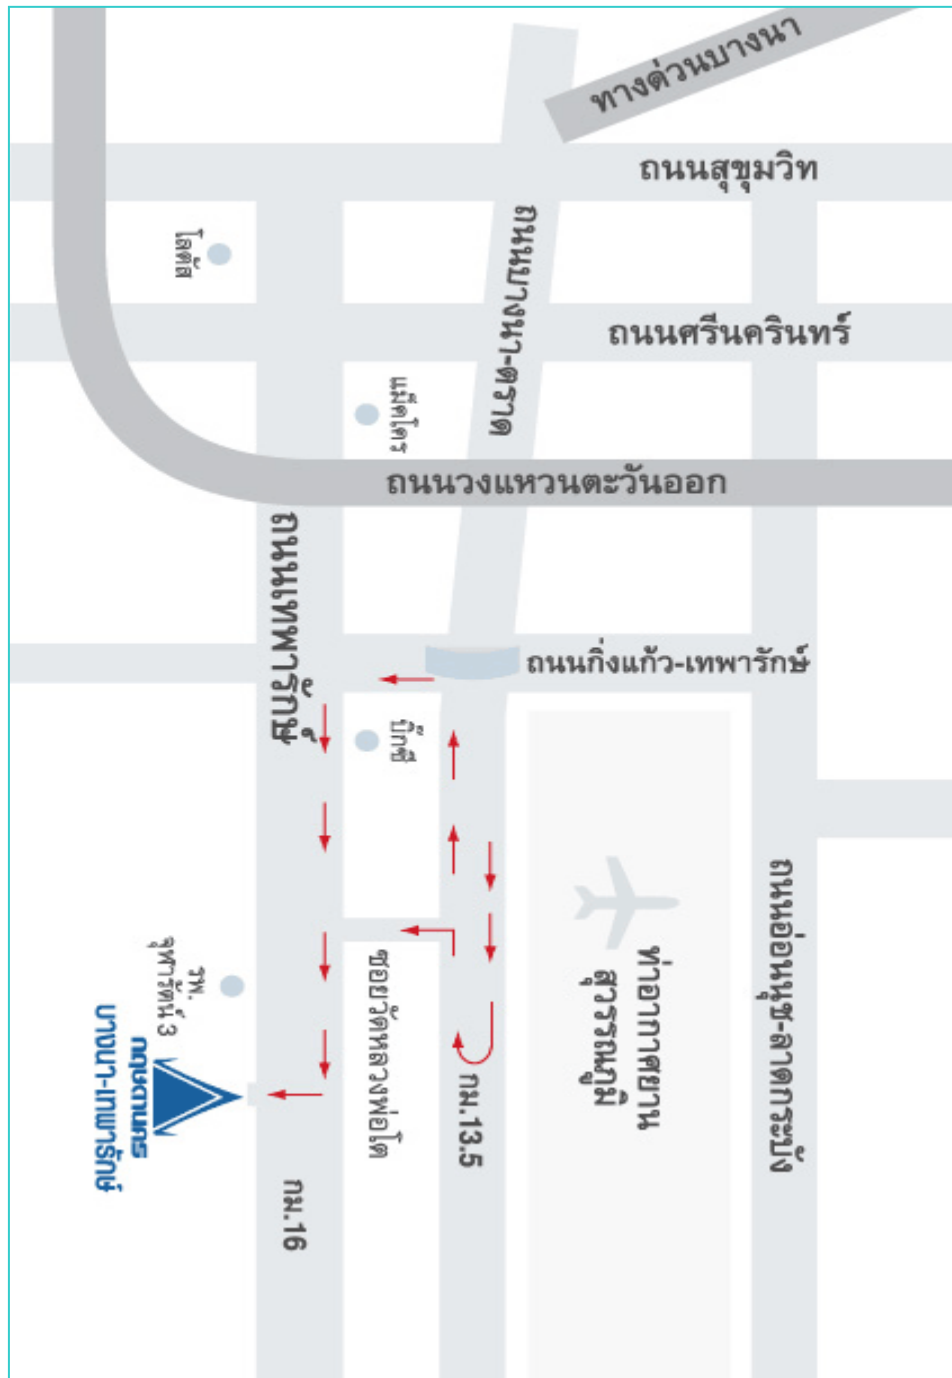 ทางด่วนบางนา
ถนนสุขุมวิท
ถนนบางนา-ตราด
โลตัส
ถนนศรีนครินทร์
แม็คโคร
ถนนวงแหวนตะวันออก
ถนนเทพารักษ์
ถนนกิ่งแก้ว-เทพารักษ์
บิ๊กซี
ถนนอ่อนนุช-ลาดกระบัง
ท่าอากาศยาน
สุวรรณภูมิ
ซอยวัดหลวงพ่อโต
รพ.
จุฬารัตน์ 3
กฤษดานคร
บางนา-เทพารักษ์
กม.13.5
กม.16